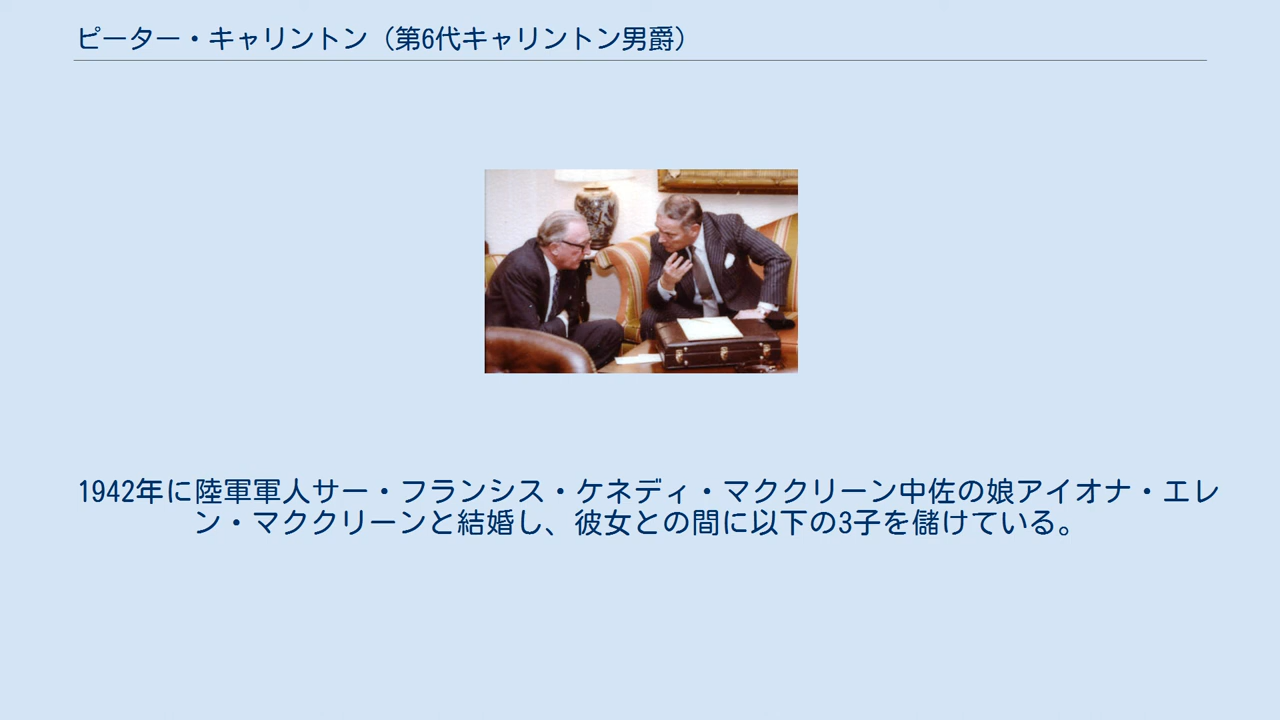 ピーター・キャリントン（第6代キャリントン男爵）
1942年に陸軍軍人サー・フランシス・ケネディ・マククリーン中佐の娘アイオナ・エレ
ン・マククリーンと結婚し、彼女との間に以下の3子を儲けている。